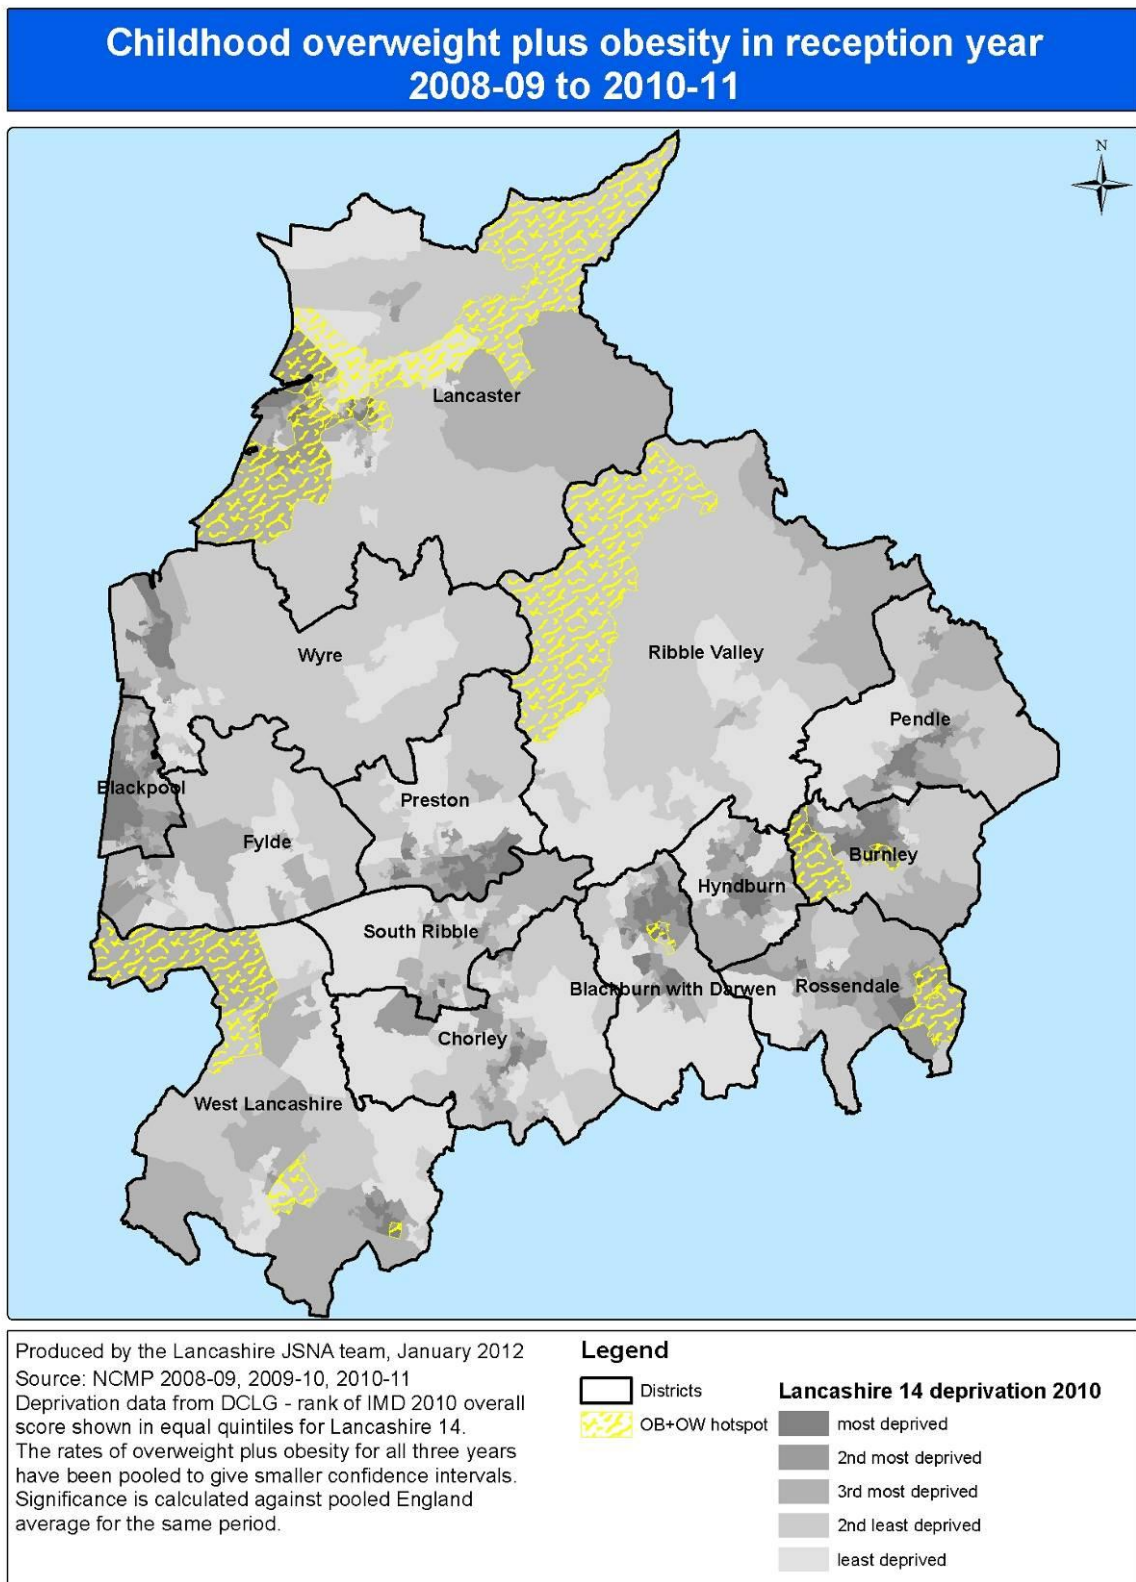 Childhood overweight plus obesity in reception year
2008-09 to 2010-11
N
Lancaster
Wyre
Ribble Valley
Pendle
Blackpool
Preston
Fylde
Burnley
Hyndburn
South Ribble
Blackburn with Darwen
Rossendale
Chorley
West Lancashire
Produced by the Lancashire JSNA team, January 2012
Source: NCMP 2008-09, 2009-10, 2010-11
Deprivation data from DCLG - rank of IMD 2010 overall
score shown in equal quintiles for Lancashire 14.
The rates of overweight plus obesity for all three years
have been pooled to give smaller confidence intervals.
Significance is calculated against pooled England
average for the same period.
Legend
Districts
OB+OW hotspot
Lancashire 14 deprivation 2010
most deprived
2nd most deprived
3rd most deprived
2nd least deprived
least deprived